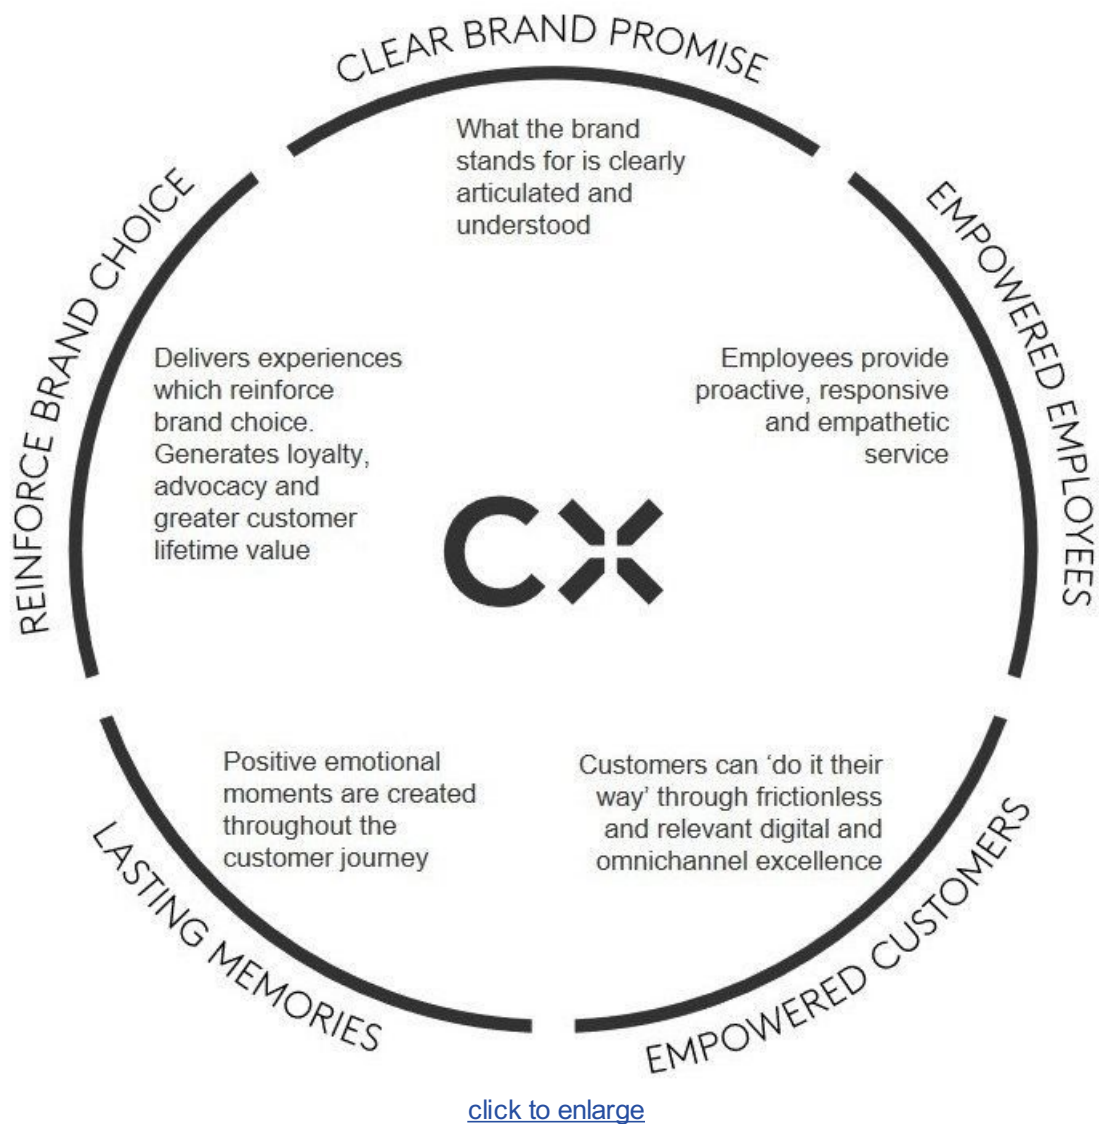 CLEAR BRAND PROMISE
What the brand
stands for is clearly
articulated and
understood
EMPOWERED EMPLOYEES
Employees provide
proactive, responsive
and empathetic
service
EMPOWERED CUSTOMERS
Customers can ‘do it their
way’ through frictionless
and relevant digital and
omnichannel excellence
LASTING MEMORIES
Positive emotional
moments are created
throughout the
customer journey
REINFORCE BRAND CHOICE
Delivers experiences
which reinforce
brand choice.
Generates loyalty,
advocacy and
greater customer
lifetime value
CX
click to enlarge